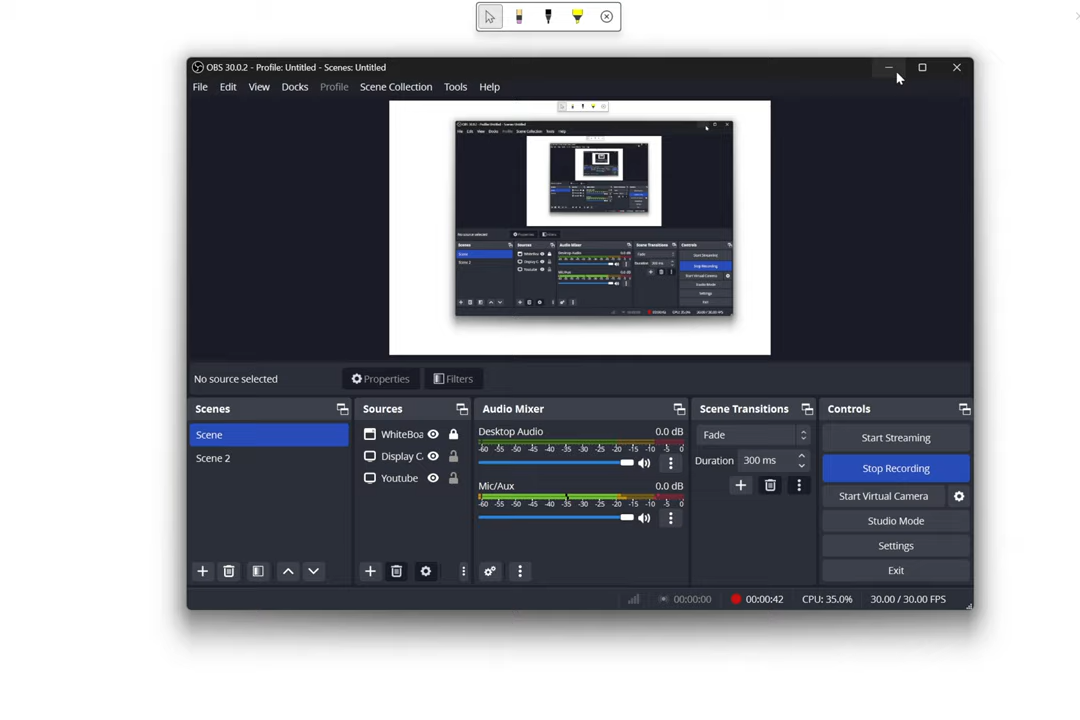 OBS 30.0.2 - Profile: Untitled - Scenes: Untitled
File Edit View Docks Profile Scene Collection Tools Help
No source selected Properties Filters
Scenes
Scene
Scene 2
Sources
WhiteBoa
Display C
Youtube
Audio Mixer
Desktop Audio 0.0 dB
-60 -55 -50 -45 -40 -35 -30 -25 -20 -15 -10 -5 0
Mic/Aux 0.0 dB
-60 -55 -50 -45 -40 -35 -30 -25 -20 -15 -10 -5 0
Scene Transitions
Fade
Duration 300 ms
Controls
Start Streaming
Stop Recording
Start Virtual Camera
Studio Mode
Settings
Exit
00:00:00 00:00:42 CPU: 35.0% 30.00 / 30.00 FPS